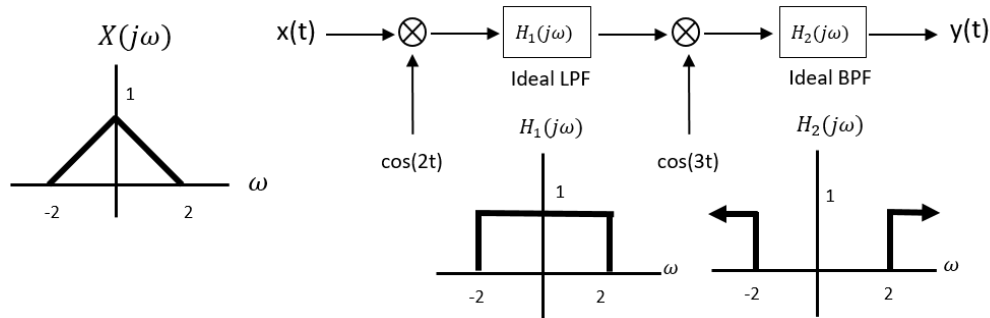 X(jω)
1
ω
-2 2
x(t) H₁(jω) H₂(jω) y(t)
Ideal LPF Ideal BPF
cos(2t) cos(3t)
H₁(jω)
1
ω
-2 2
H₂(jω)
1
ω
-2 2